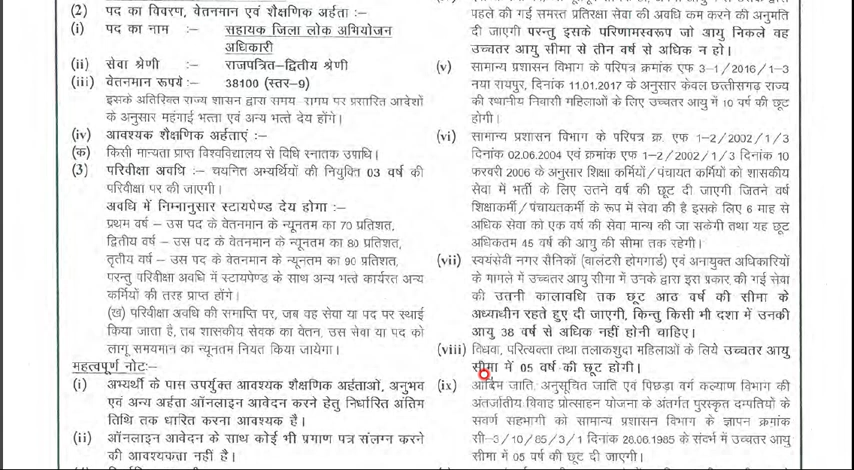 (2) पद का विवरण, वेतनमान एवं शैक्षणिक अर्हता :–
(i) पद का नाम :– सहायक जिला लोक अभियोजन
अधिकारी
(ii) सेवा श्रेणी :– राजपत्रित–द्वितीय श्रेणी
(iii) वेतनमान रूपये:– 38100 (स्तर–9)
इसके अतिरिक्त राज्य शासन द्वारा समय समय पर प्रसारित आदेशों
के अनुसार महंगाई भत्ता एवं अन्य भत्ते देय होंगे।
(iv) आवश्यक शैक्षणिक अर्हताएं :–
(क) किसी मान्यता प्राप्त विश्वविद्यालय से विधि स्नातक उपाधि।
(3) परिवीक्षा अवधि :– चयनित अभ्यर्थियों की नियुक्ति 03 वर्ष की
परिवीक्षा पर की जाएगी।
अवधि में निम्नानुसार स्टायपेण्ड देय होगा :–
प्रथम वर्ष – उस पद के वेतनमान के न्यूनतम का 70 प्रतिशत,
द्वितीय वर्ष – उस पद के वेतनमान के न्यूनतम का 80 प्रतिशत,
तृतीय वर्ष – उस पद के वेतनमान के न्यूनतम का 90 प्रतिशत,
परन्तु परिवीक्षा अवधि में स्टायपेण्ड के साथ अन्य भत्ते कार्यरत अन्य
कर्मियों की तरह प्राप्त होंगे।
(ख) परिवीक्षा अवधि की समाप्ति पर, जब वह सेवा या पद पर स्थाई
किया जाता है, तब शासकीय सेवक का वेतन, उस सेवा या पद को
लागू समयमान का न्यूनतम नियत किया जायेगा।
महत्वपूर्ण नोट:–
(i) अभ्यर्थी के पास उपर्युक्त आवश्यक शैक्षणिक अर्हताओं, अनुभव
एवं अन्य अर्हता ऑनलाइन आवेदन करने हेतु निर्धारित अंतिम
तिथि तक धारित करना आवश्यक है।
(ii) ऑनलाइन आवेदन के साथ कोई भी प्रमाण पत्र संलग्न करने
की आवश्यकता नहीं है।
पहले की गई समस्त प्रतिरक्षा सेवा की अवधि कम करने की अनुमति
दी जाएगी परन्तु इसके परिणामस्वरूप जो आयु निकले वह
उच्चतर आयु सीमा से तीन वर्ष से अधिक न हो।
(v) सामान्य प्रशासन विभाग के परिपत्र क्रमांक एफ 3–1/2016/1–3
नया रायपुर, दिनांक 11.01.2017 के अनुसार केवल छत्तीसगढ़ राज्य
की स्थानीय निवासी महिलाओं के लिए उच्चतर आयु में 10 वर्ष की छूट
होगी।
(vi) सामान्य प्रशासन विभाग के परिपत्र क्र. एफ 1–2/2002/1/3
दिनांक 02.06.2004 एवं क्रमांक एफ 1–2/2002/1/3 दिनांक 10
फरवरी 2006 के अनुसार शिक्षा कर्मियों/पंचायत कर्मियों को शासकीय
सेवा में भर्ती के लिए उतने वर्ष की छूट दी जाएगी जितने वर्ष
शिक्षाकर्मी/पंचायतकर्मी के रूप में सेवा की है इसके लिए 6 माह से
अधिक सेवा को एक वर्ष की सेवा मान्य की जा सकेगी तथा यह छूट
अधिकतम 45 वर्ष की आयु की सीमा तक रहेगी।
(vii) स्वयंसेवी नगर सैनिकों (वालंटरी होमगार्ड) एवं अनायुक्त अधिकारियों
के मामले में उच्चतर आयु सीमा में उनके द्वारा इस प्रकार की गई सेवा
की उतनी कालावधि तक छूट आठ वर्ष की सीमा के
अध्याधीन रहते हुए दी जाएगी, किन्तु किसी भी दशा में उनकी
आयु 38 वर्ष से अधिक नहीं होनी चाहिए।
(viii) विधवा, परित्यक्ता तथा तलाकशुदा महिलाओं के लिये उच्चतर आयु
सीमा में 05 वर्ष की छूट होगी।
(ix) आदिम जाति, अनुसूचित जाति एवं पिछड़ा वर्ग कल्याण विभाग की
अंतर्जातीय विवाह प्रोत्साहन योजना के अंतर्गत पुरस्कृत दम्पतियों के
सवर्ण सहभागी को सामान्य प्रशासन विभाग के ज्ञापन क्रमांक
सी–3/10/85/3/1 दिनांक 28.06.1985 के संदर्भ में उच्चतर आयु
सीमा में 05 वर्ष की छूट दी जाएगी।